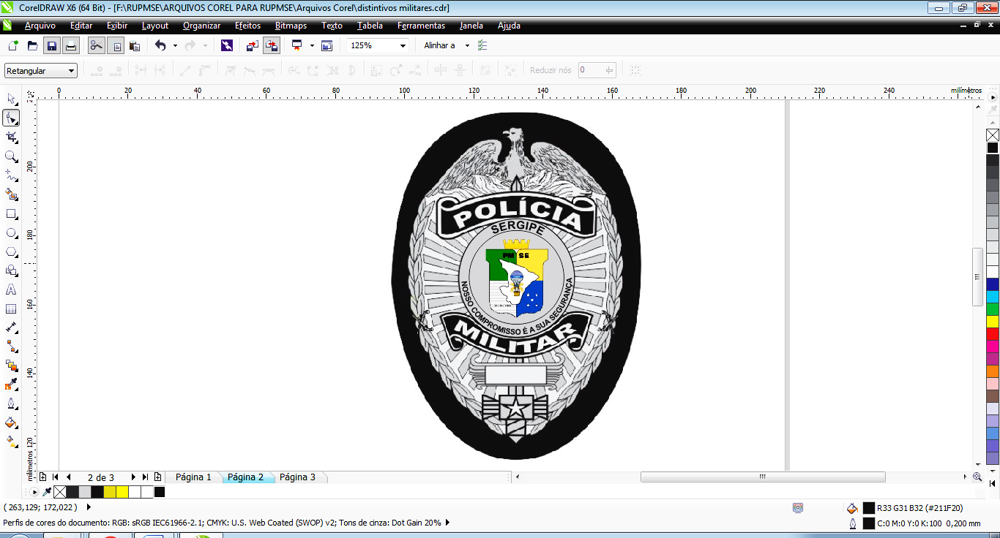 CorelDRAW X6 (64 Bit) - [F:\RUPMSE\ARQUIVOS COREL PARA RUPMSE\Arquivos Corel\distintivos militares.cdr]
Arquivo Editar Exibir Layout Organizar Efeitos Bitmaps Texto Tabela Ferramentas Janela Ajuda
125% Alinhar a
Retangular Reduzir nós 0
0 20 40 60 80 100 120 140 160 180 200 220 240 milímetros
200
180
160
140
120
milímetros
POLÍCIA
SERGIPE
PM SE
NOSSO COMPROMISSO É A SUA SEGURANÇA
MILITAR
2 de 3 Página 1 Página 2 Página 3
( 263,129; 172,022 ) R33 G31 B32 (#211F20)
Perfis de cores do documento: RGB: sRGB IEC61966-2.1; CMYK: U.S. Web Coated (SWOP) v2; Tons de cinza: Dot Gain 20% C:0 M:0 Y:0 K:100 0,200 mm